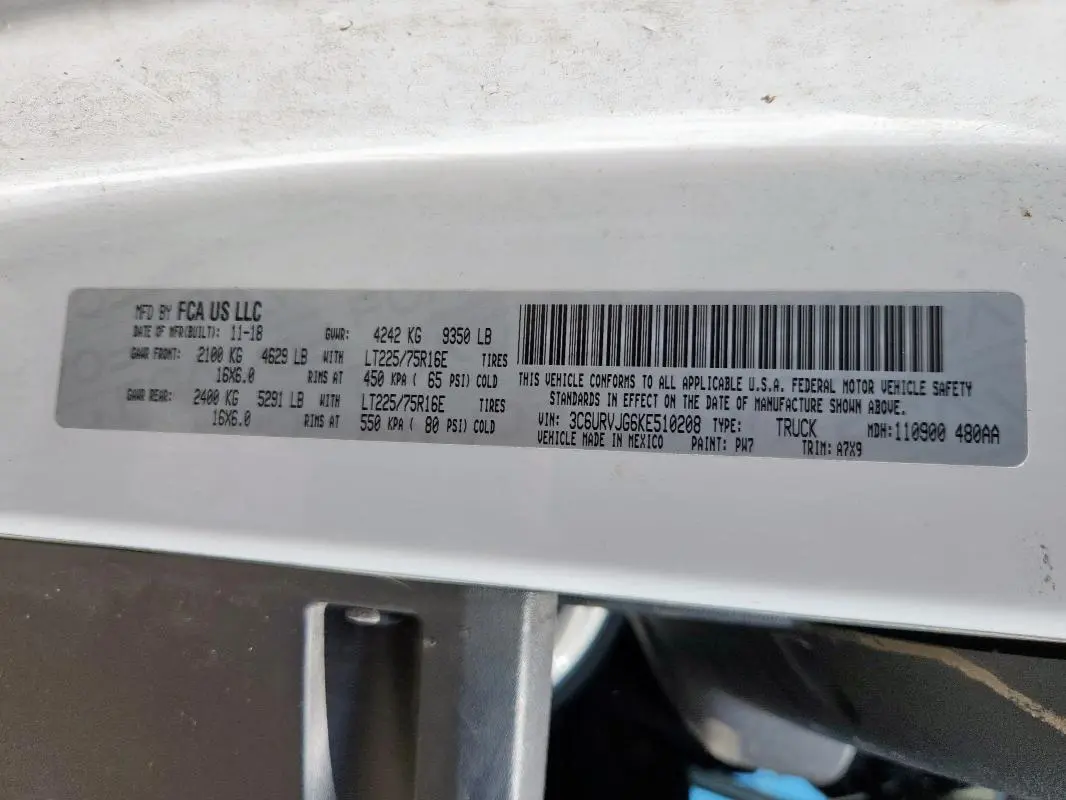 MFD BY FCA US LLC
DATE OF MFR(BUILT): 11-18 GVWR: 4242 KG 9350 LB
GAWR FRONT: 2100 KG 4629 LB WITH LT225/75R16E TIRES
16X6.0 RIMS AT 450 KPA ( 65 PSI) COLD
GAWR REAR: 2400 KG 5291 LB WITH LT225/75R16E TIRES
16X6.0 RIMS AT 550 KPA ( 80 PSI) COLD
THIS VEHICLE CONFORMS TO ALL APPLICABLE U.S.A. FEDERAL MOTOR VEHICLE SAFETY
STANDARDS IN EFFECT ON THE DATE OF MANUFACTURE SHOWN ABOVE.
VIN: 3C6URVJG6KE510208 TYPE: TRUCK MDH:110900 480AA
VEHICLE MADE IN MEXICO PAINT: PW7 TRIM: A7X9